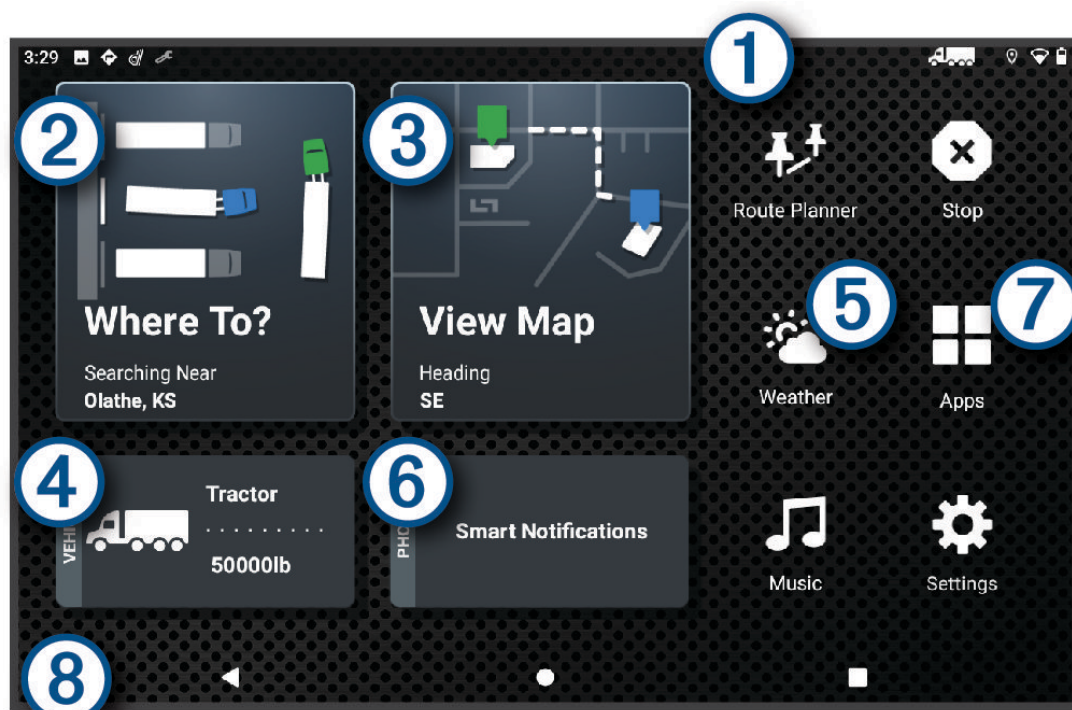 3:29
1
2
3
Route Planner
Stop
Where To?
Searching Near
Olathe, KS
View Map
Heading
SE
5
Weather
7
Apps
4
Tractor
.........
50000lb
6
Smart Notifications
Music
Settings
8